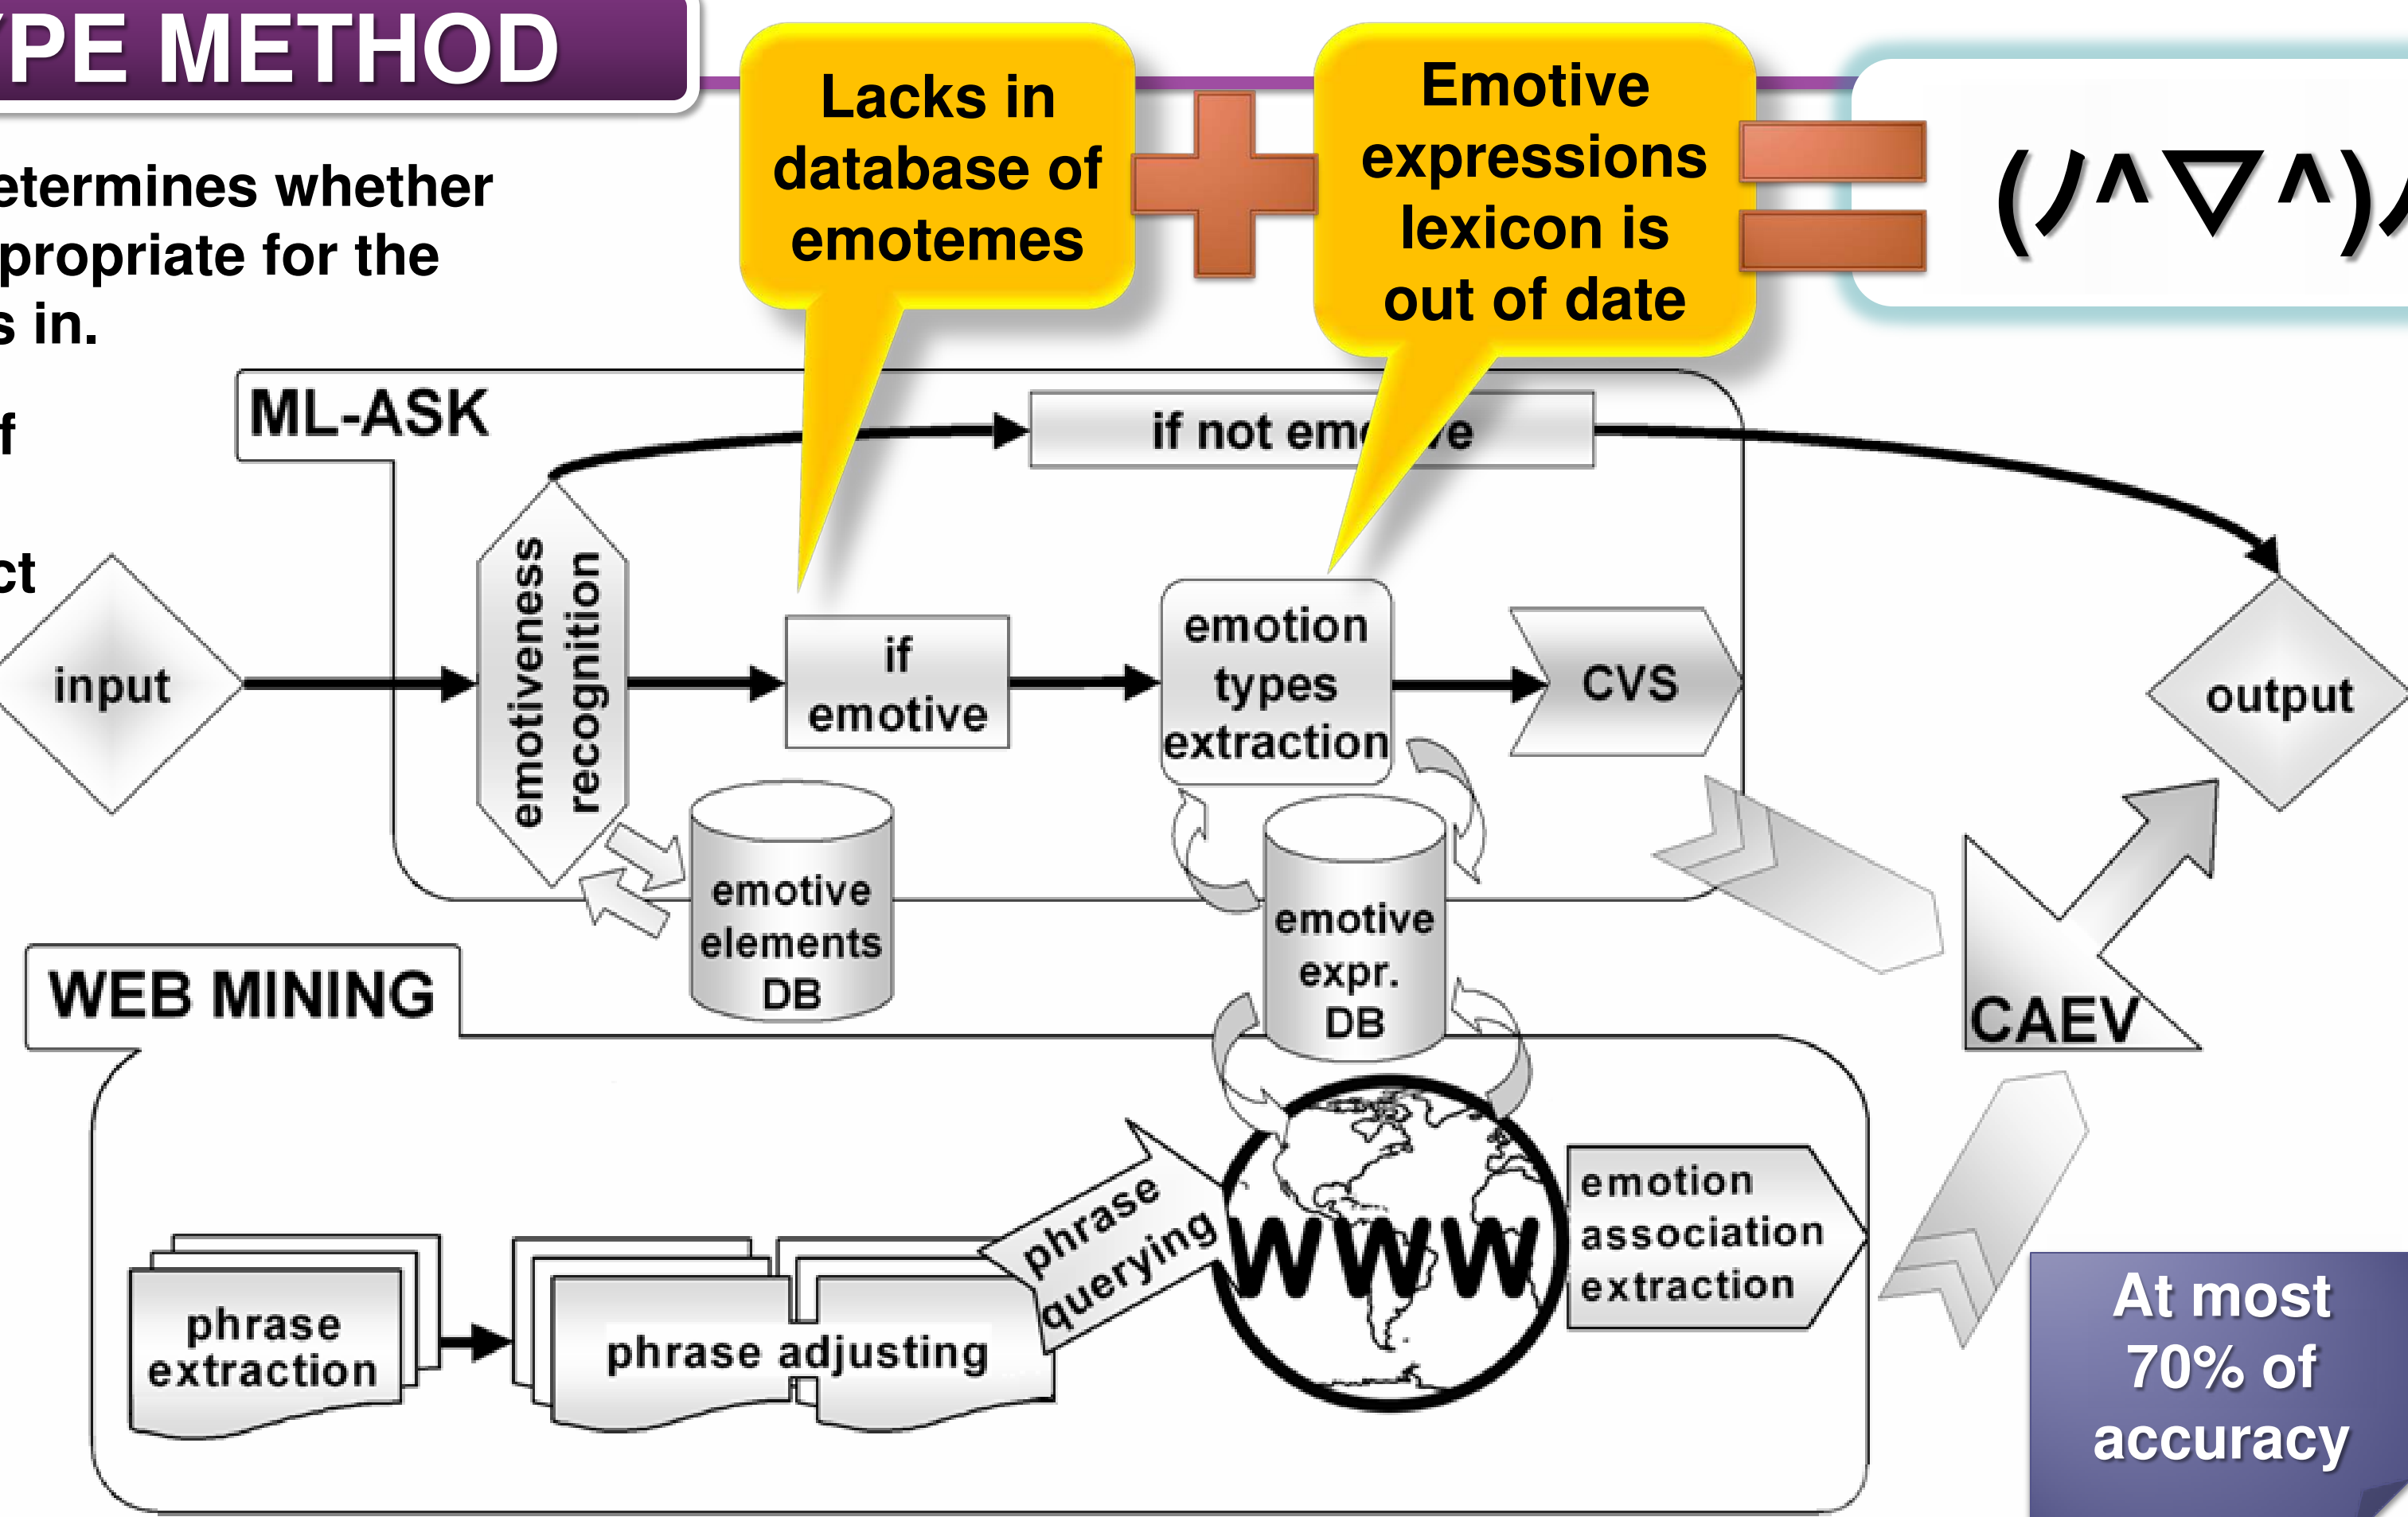 YPE METHOD
Lacks in
database of
emotemes
Emotive
expressions
lexicon is
out of date
(ノ^▽^)ノ
etermines whether
propriate for the
s in.
f
ct
ML-ASK
if not emo ve
input
emotiveness
recognition
if
emotive
emotion
types
extraction
CVS
output
emotive
elements
DB
emotive
expr.
DB
CAEV
WEB MINING
phrase
extraction
phrase adjusting
phrase
querying
WWW
emotion
association
extraction
At most
70% of
accuracy